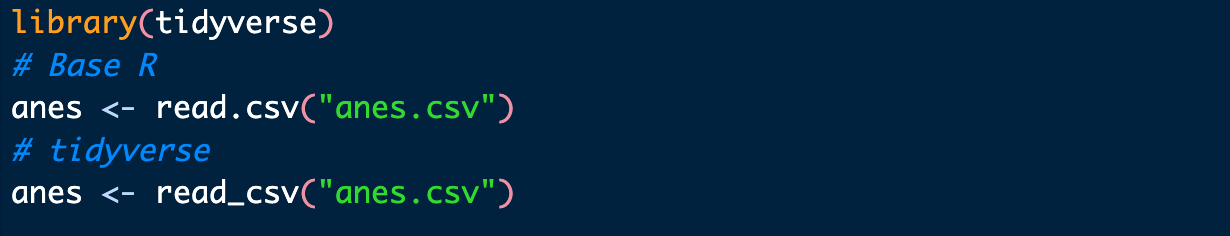 library(tidyverse)
# Base R
anes <- read.csv("anes.csv")
# tidyverse
anes <- read_csv("anes.csv")